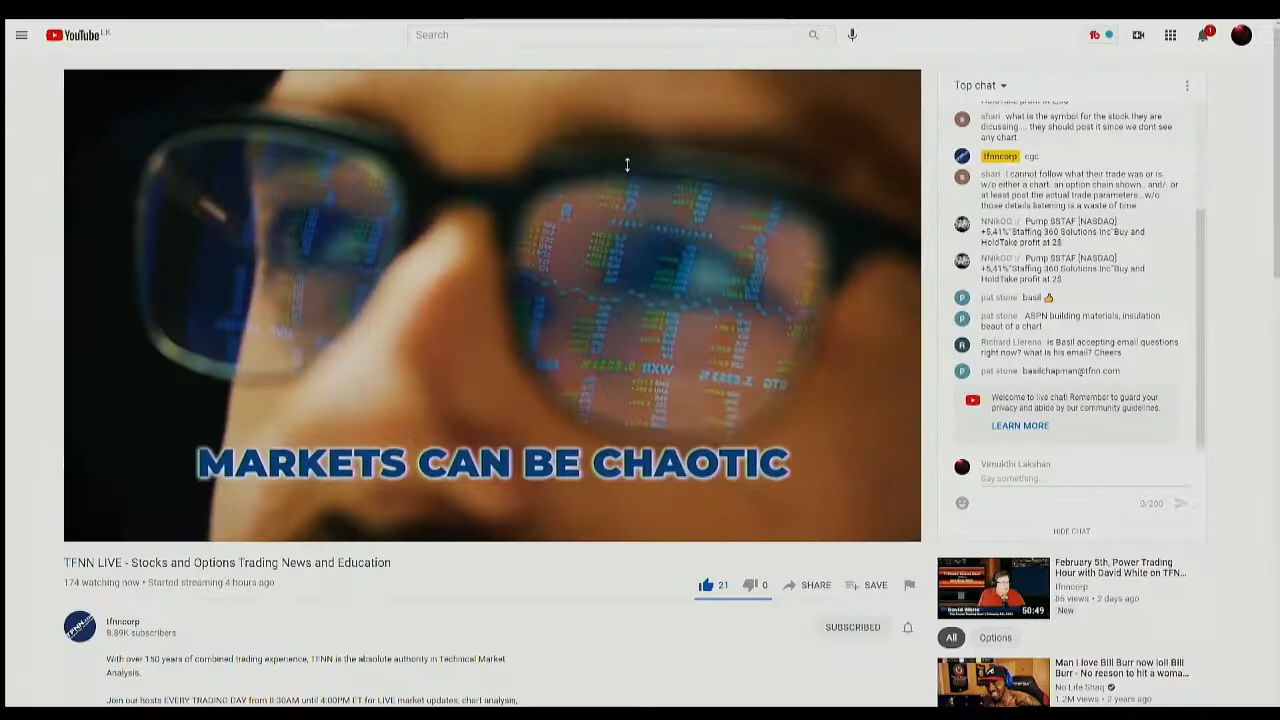 YouTube LK
Search
1
Top chat
shari what is the symbol for the stock they are
dicussing.... they should post it since we dont see
any chart
tfnncorp cgc
shari I cannot follow what their trade was or is
w/o either a chart, an option chain shown.. and/ or
at least post the actual trade parameters...w/o
those details listening is a waste of time
NNiKOO :/ Pump $STAF [NASDAQ]
+5,41%"Staffing 360 Solutions Inc"Buy and
HoldTake profit at 2$
NNiKOO :/ Pump $STAF [NASDAQ]
+5,41%"Staffing 360 Solutions Inc"Buy and
HoldTake profit at 2$
pat stone basil 👍
pat stone ASPN building materials, insulation
beaut of a chart
Richard Llerena is Basil accepting email questions
right now? what is his email? Cheers
pat stone basilchapman@tfnn.com
Welcome to live chat! Remember to guard your
privacy and abide by our community guidelines.
LEARN MORE
Vimukthi Lakshan
Say something...
0/200
HIDE CHAT
MARKETS CAN BE CHAOTIC
TFNN LIVE - Stocks and Options Trading News and Education
174 watching now • Started streaming 4 hours ago
21 0 SHARE SAVE
tfnncorp
8.89K subscribers
SUBSCRIBED
With over 150 years of combined trading experience, TFNN is the absolute authority in Technical Market
Analysis.
Join our hosts EVERY TRADING DAY from 8:30AM until 4:00PM ET for LIVE market updates, chart analysis,
February 5th, Power Trading
Hour with David White on TFN...
tfnncorp
86 views • 2 days ago
New
50:49
David White
All Options
Man I love Bill Burr now lol! Bill
Burr - No reason to hit a woma...
No Life Shaq
1.2M views • 2 years ago